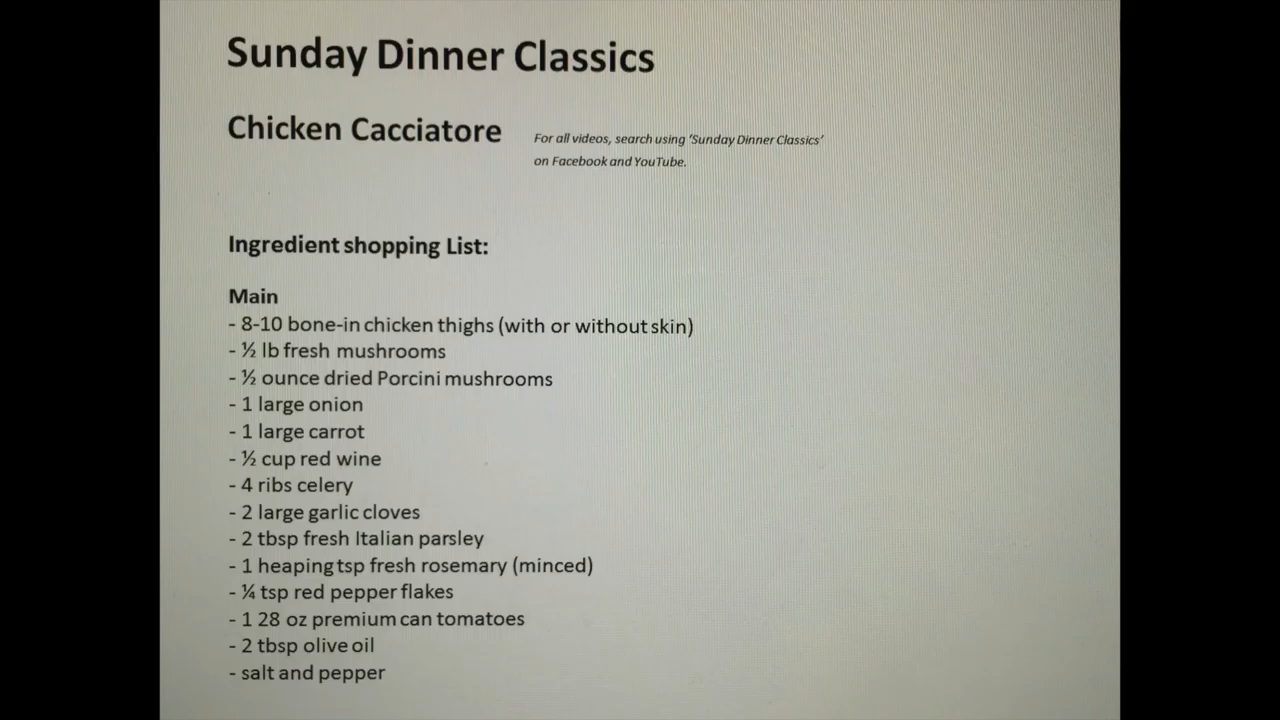 Sunday Dinner Classics
Chicken Cacciatore
For all videos, search using 'Sunday Dinner Classics'
on Facebook and YouTube.
Ingredient shopping List:
Main
- 8-10 bone-in chicken thighs (with or without skin)
- ½ lb fresh mushrooms
- ½ ounce dried Porcini mushrooms
- 1 large onion
- 1 large carrot
- ½ cup red wine
- 4 ribs celery
- 2 large garlic cloves
- 2 tbsp fresh Italian parsley
- 1 heaping tsp fresh rosemary (minced)
- ¼ tsp red pepper flakes
- 1 28 oz premium can tomatoes
- 2 tbsp olive oil
- salt and pepper